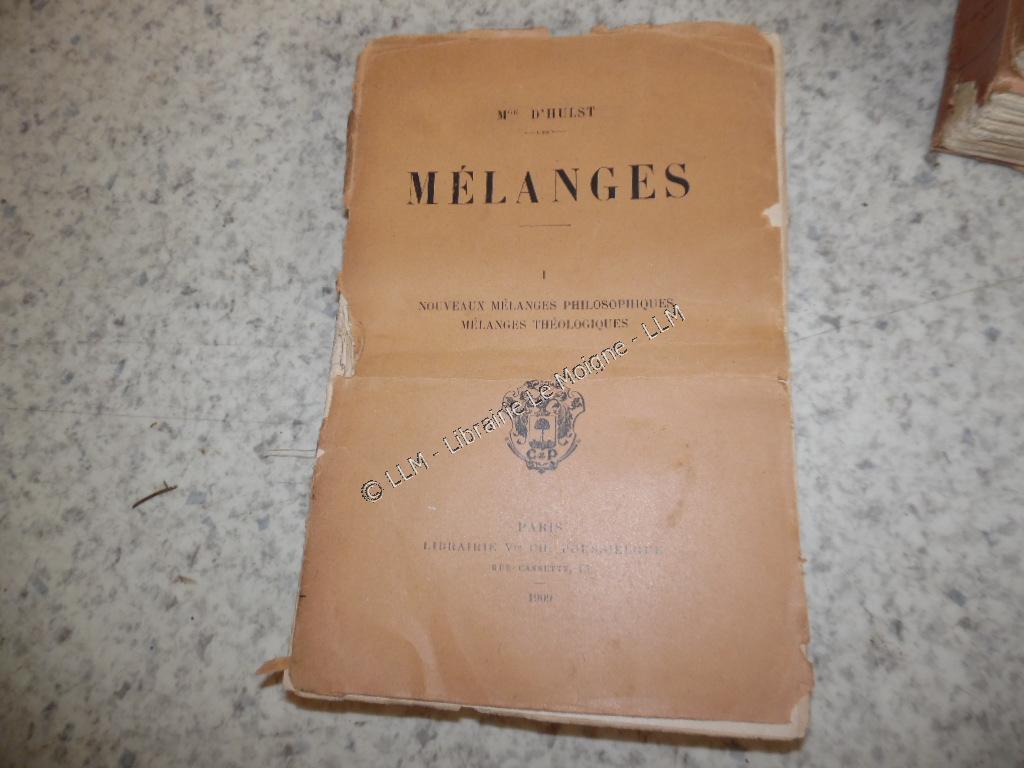 Mgr D'HULST
MÉLANGES
I
NOUVEAUX MÉLANGES PHILOSOPHIQUES
MÉLANGES THÉOLOGIQUES
© LLM - Librairie Le Moigne - LLM
C & P
PARIS
LIBRAIRIE Vve CH. POUSSIELGUE
RUE CASSETTE, 15
1909